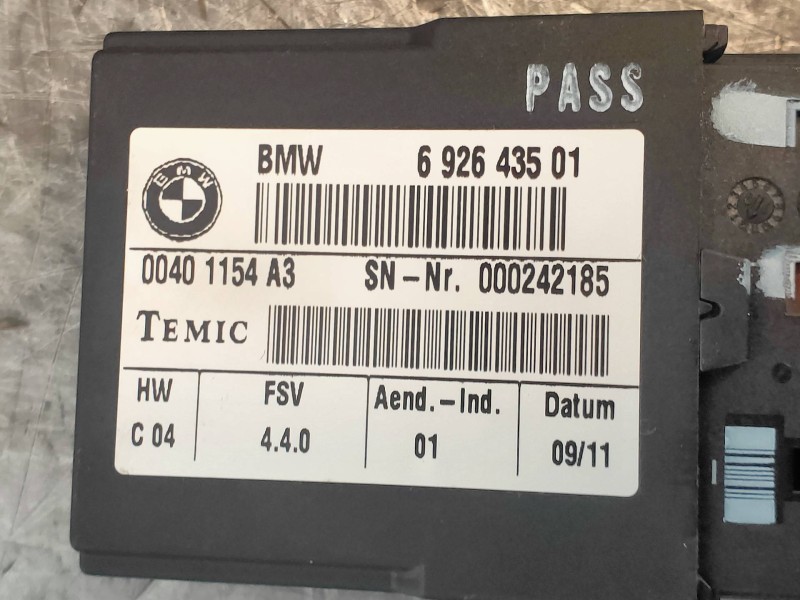 PASS
BMW 6 926 435 01
BMW
0040 1154 A3 SN-Nr. 000242185
TEMIC
HW FSV Aend.-Ind. Datum
C 04 4.4.0 01 09/11